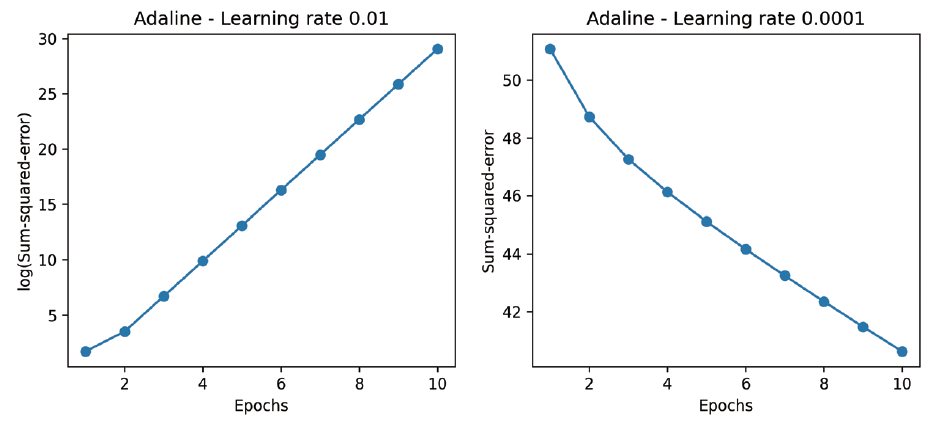 Adaline - Learning rate 0.01
30
25
20
15
10
5
log(Sum-squared-error)
2 4 6 8 10
Epochs
Adaline - Learning rate 0.0001
50
48
46
44
42
Sum-squared-error
2 4 6 8 10
Epochs